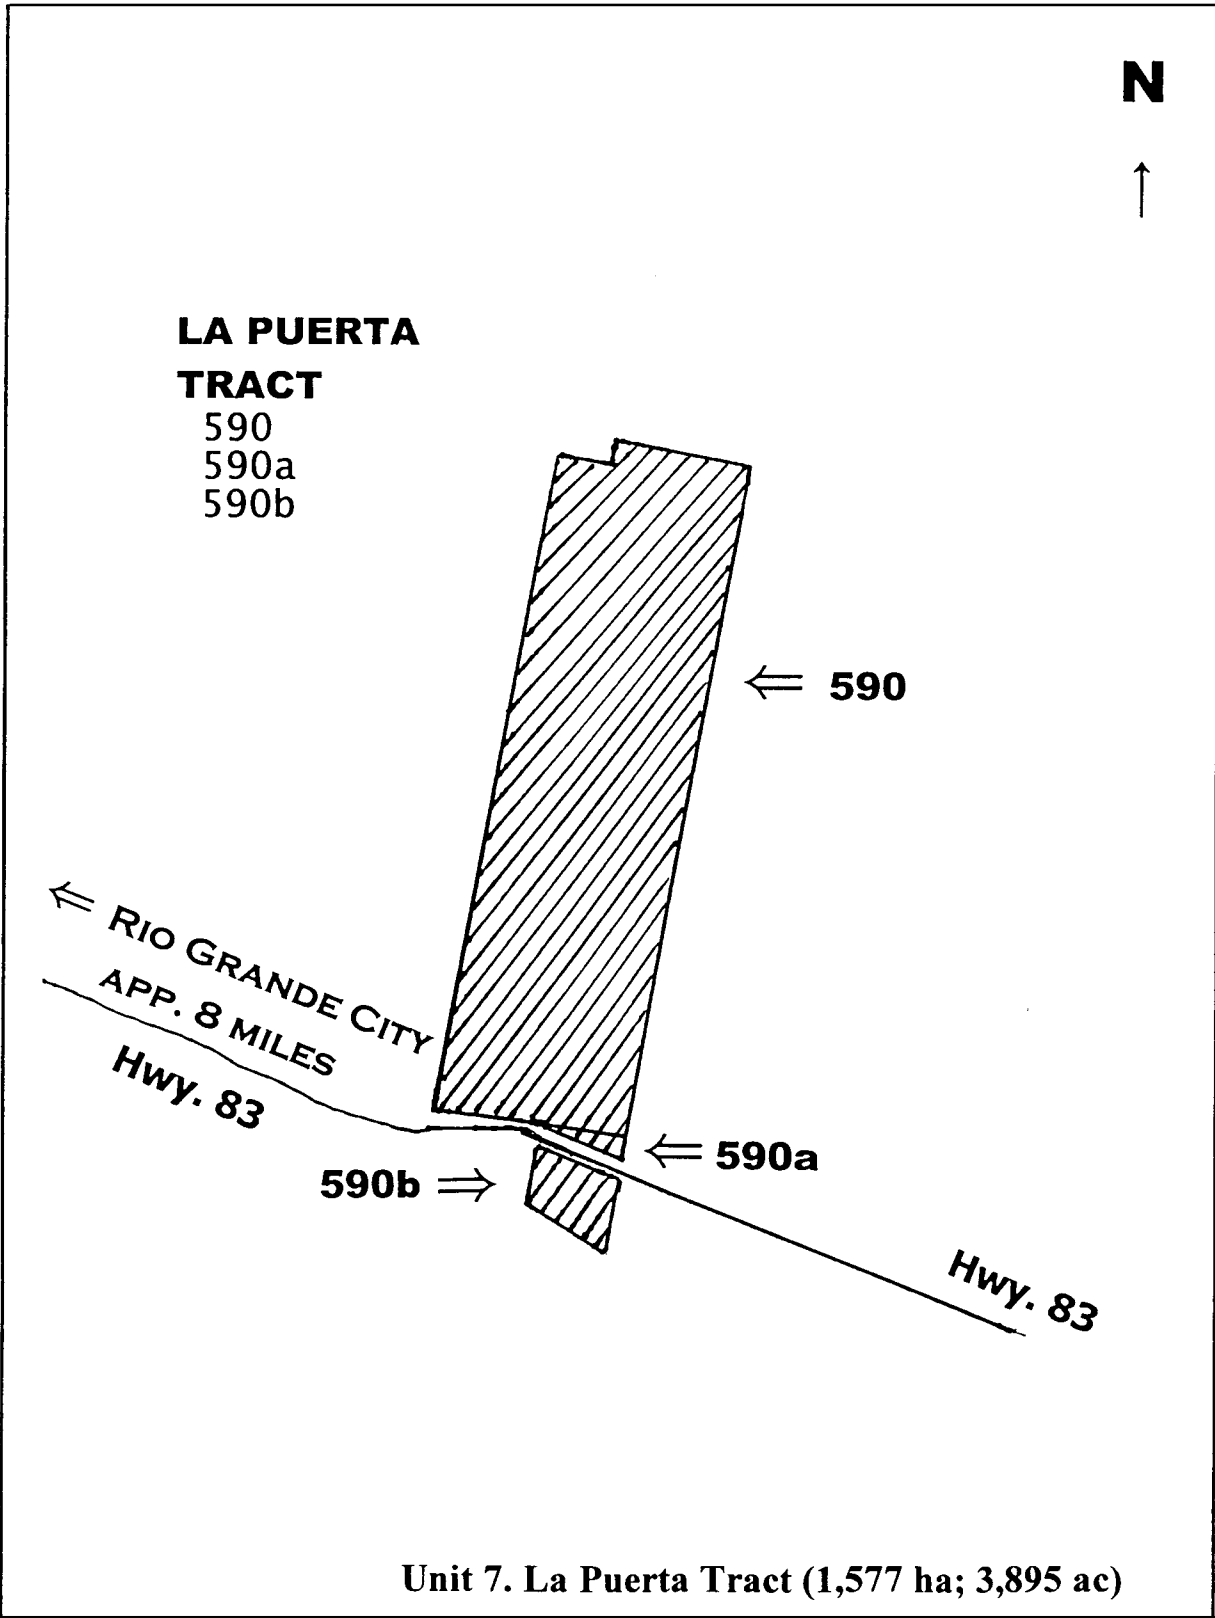 N
LA PUERTA
TRACT
590
590a
590b
590
RIO GRANDE CITY
APP. 8 MILES
Hwy. 83
590a
590b
Hwy. 83
Unit 7. La Puerta Tract (1,577 ha; 3,895 ac)